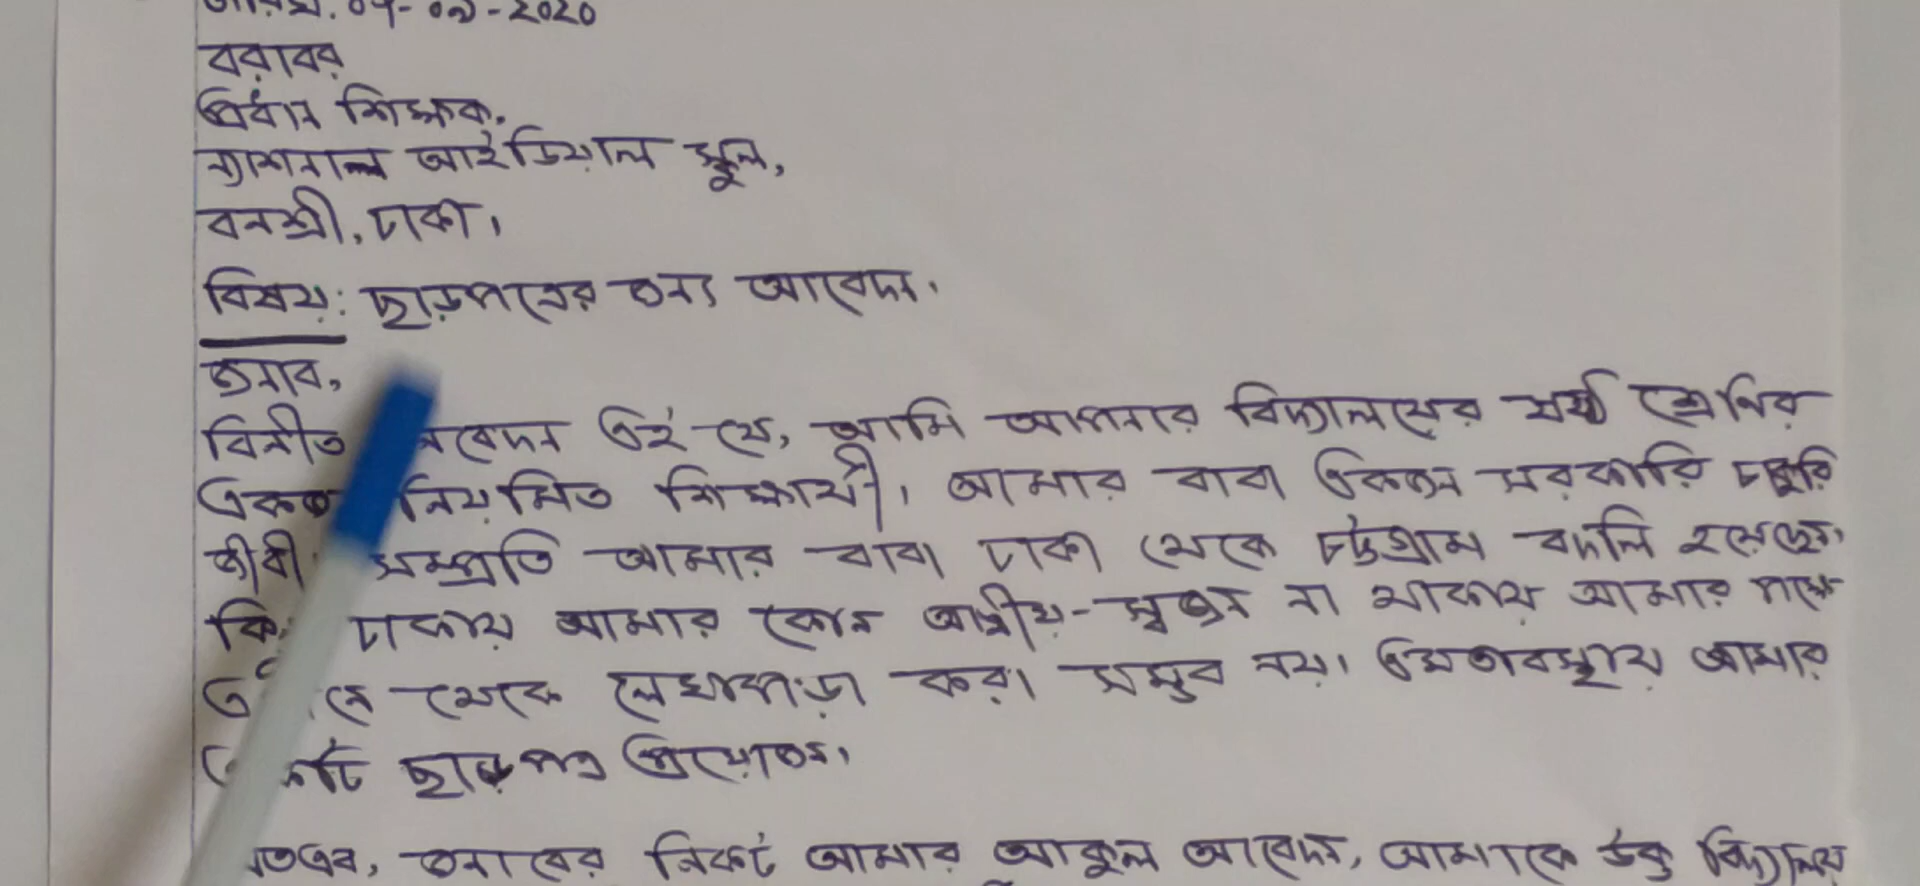 তারিখ: ০৭-০৯-২০২০
বরাবর
প্রধান শিক্ষক,
ন্যাশনাল আইডিয়াল স্কুল,
বনশ্রী, ঢাকা।
বিষয়: ছাড়পত্রের জন্য আবেদন।
জনাব,
বিনীত নিবেদন এই যে, আমি আপনার বিদ্যালয়ের ষষ্ঠ শ্রেণির
একজন নিয়মিত শিক্ষার্থী। আমার বাবা একজন সরকারি চাকুরি
জীবী। সম্প্রতি আমার বাবা ঢাকা থেকে চট্টগ্রাম বদলি হয়েছেন।
ঢাকায় আমার কোন আত্মীয়-স্বজন না থাকায় আমার পক্ষে
থেকে লেখাপড়া করা সম্ভব নয়। এমতাবস্থায় আমার
একটি ছাড়পত্র প্রয়োজন।
অতএব, জনাবের নিকট আমার আকুল আবেদন, আমাকে উক্ত বিদ্যালয়